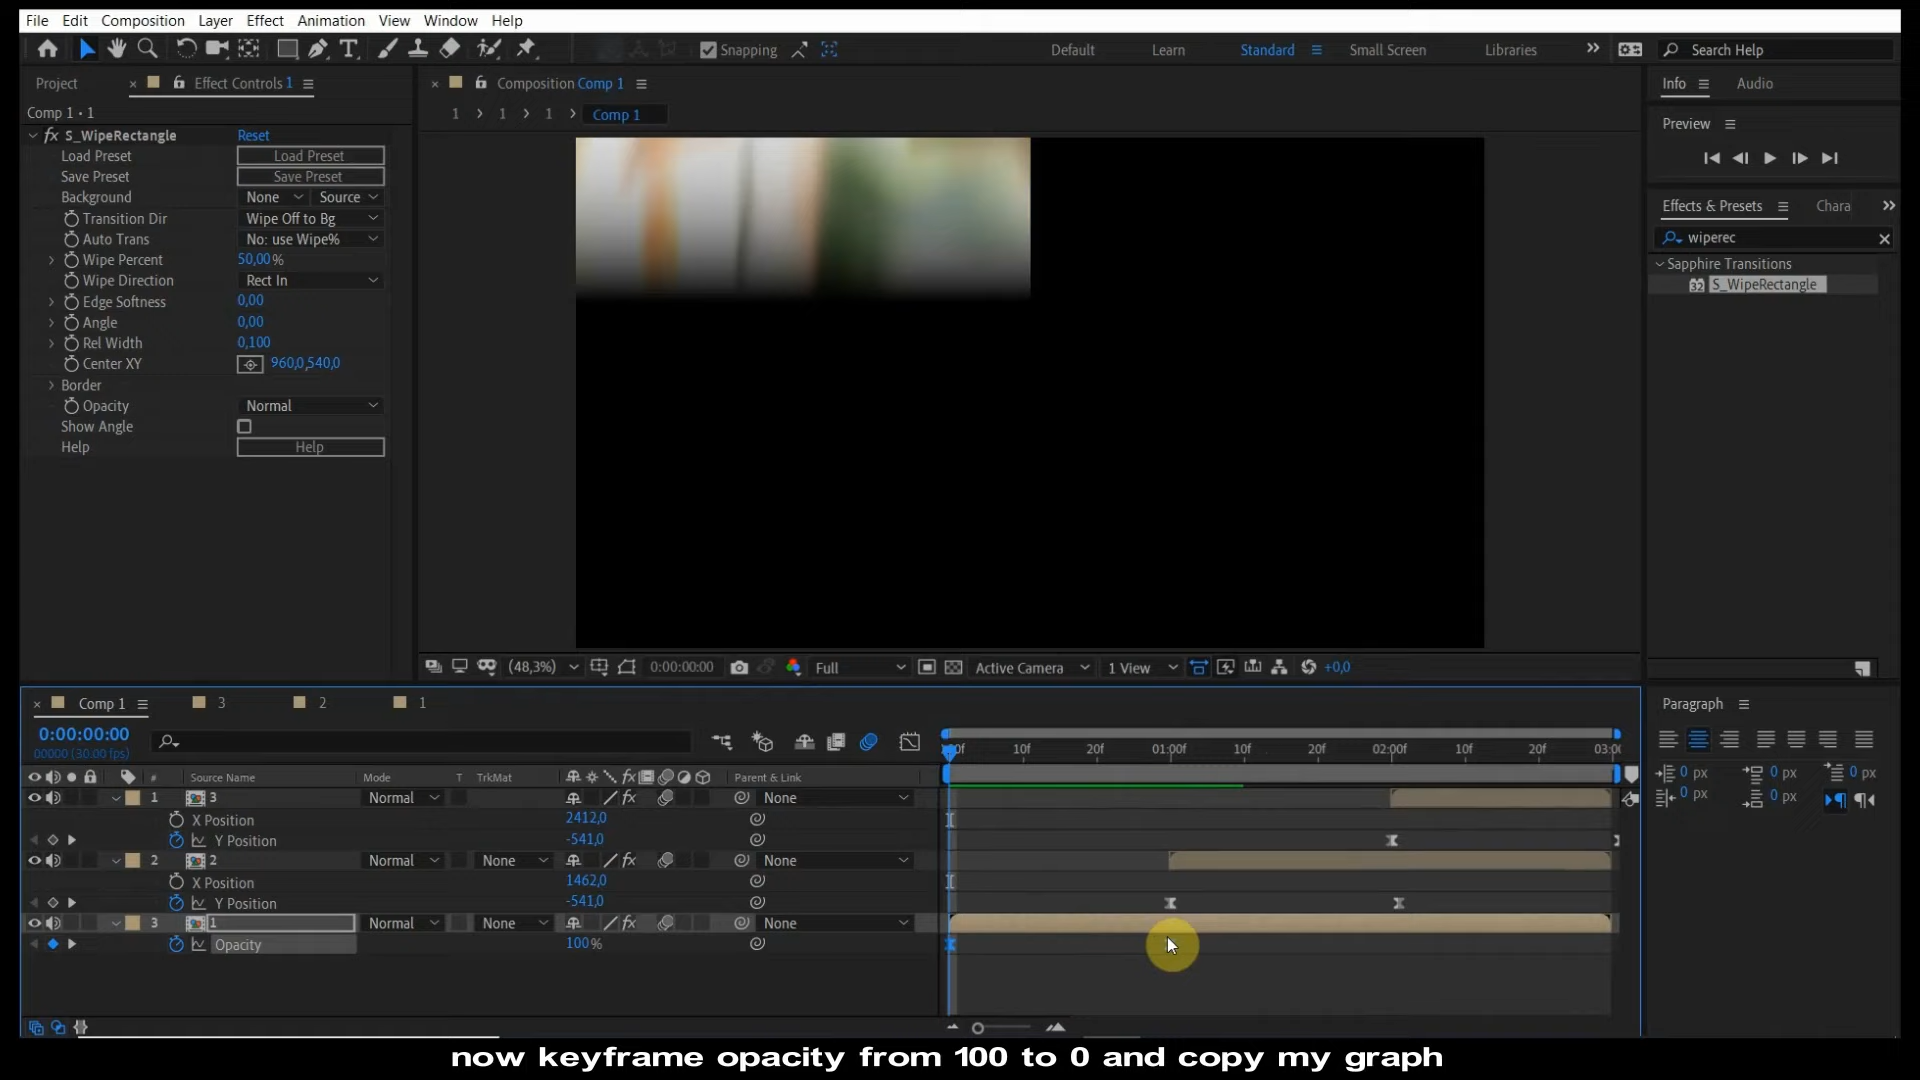 File Edit Composition Layer Effect Animation View Window Help
Snapping Default Learn Standard Small Screen Libraries Search Help
Project Effect Controls 1 Composition Comp 1 Info Audio
Comp 1 • 1
1 > 1 > 1 > Comp 1
S_WipeRectangle Reset
Load Preset Load Preset
Save Preset Save Preset
Background None Source
Transition Dir Wipe Off to Bg
Auto Trans No: use Wipe%
Wipe Percent 50,00%
Wipe Direction Rect In
Edge Softness 0,00
Angle 0,00
Rel Width 0,100
Center XY 960,0,540,0
Border
Opacity Normal
Show Angle
Help Help
Preview
Effects & Presets Chara
wiperec
Sapphire Transitions
32 S_WipeRectangle
(48,3%) 0:00:00:00 Full Active Camera 1 View +0,0
Comp 1 3 2 1
0:00:00:00
00000 (30.00 fps)
10f 20f 01:00f 10f 20f 02:00f 10f 20f
# Source Name Mode T TrkMat Parent & Link
1 3 Normal None
X Position 2412,0
Y Position -541,0
2 2 Normal None None
X Position 1462,0
Y Position -541,0
3 1 Normal None None
Opacity 100%
Paragraph
0 px 0 px 0 px
0 px 0 px
now keyframe opacity from 100 to 0 and copy my graph